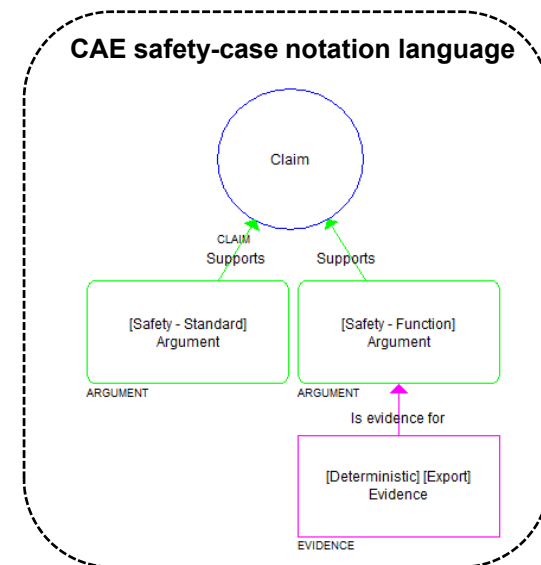 CAE safety-case notation language
Claim
CLAIM
Supports
Supports
[Safety - Standard]
Argument
ARGUMENT
[Safety - Function]
Argument
ARGUMENT
Is evidence for
[Deterministic] [Export]
Evidence
EVIDENCE